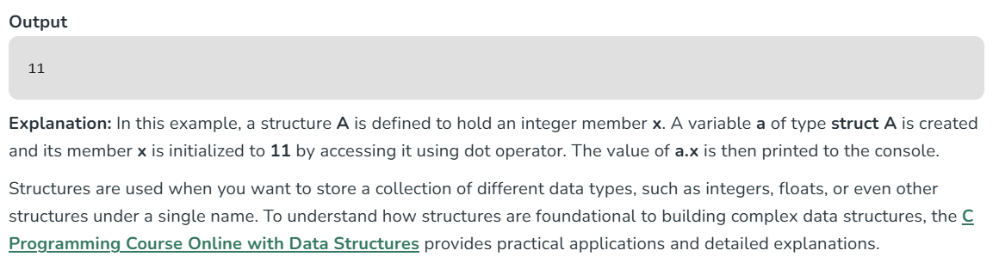 Output
11
Explanation: In this example, a structure A is defined to hold an integer member x. A variable a of type struct A is created
and its member x is initialized to 11 by accessing it using dot operator. The value of a.x is then printed to the console.
Structures are used when you want to store a collection of different data types, such as integers, floats, or even other
structures under a single name. To understand how structures are foundational to building complex data structures, the C
Programming Course Online with Data Structures provides practical applications and detailed explanations.